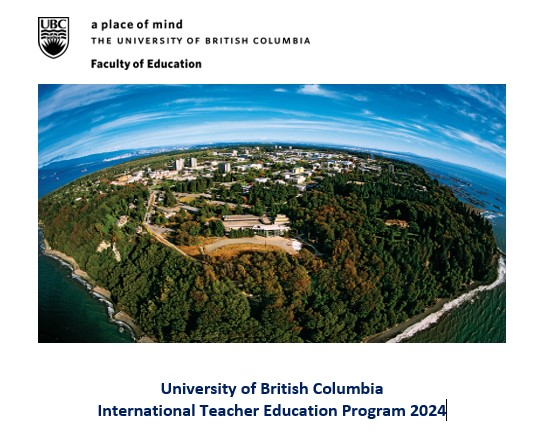 UBC
a place of mind
THE UNIVERSITY OF BRITISH COLUMBIA
Faculty of Education
University of British Columbia
International Teacher Education Program 2024